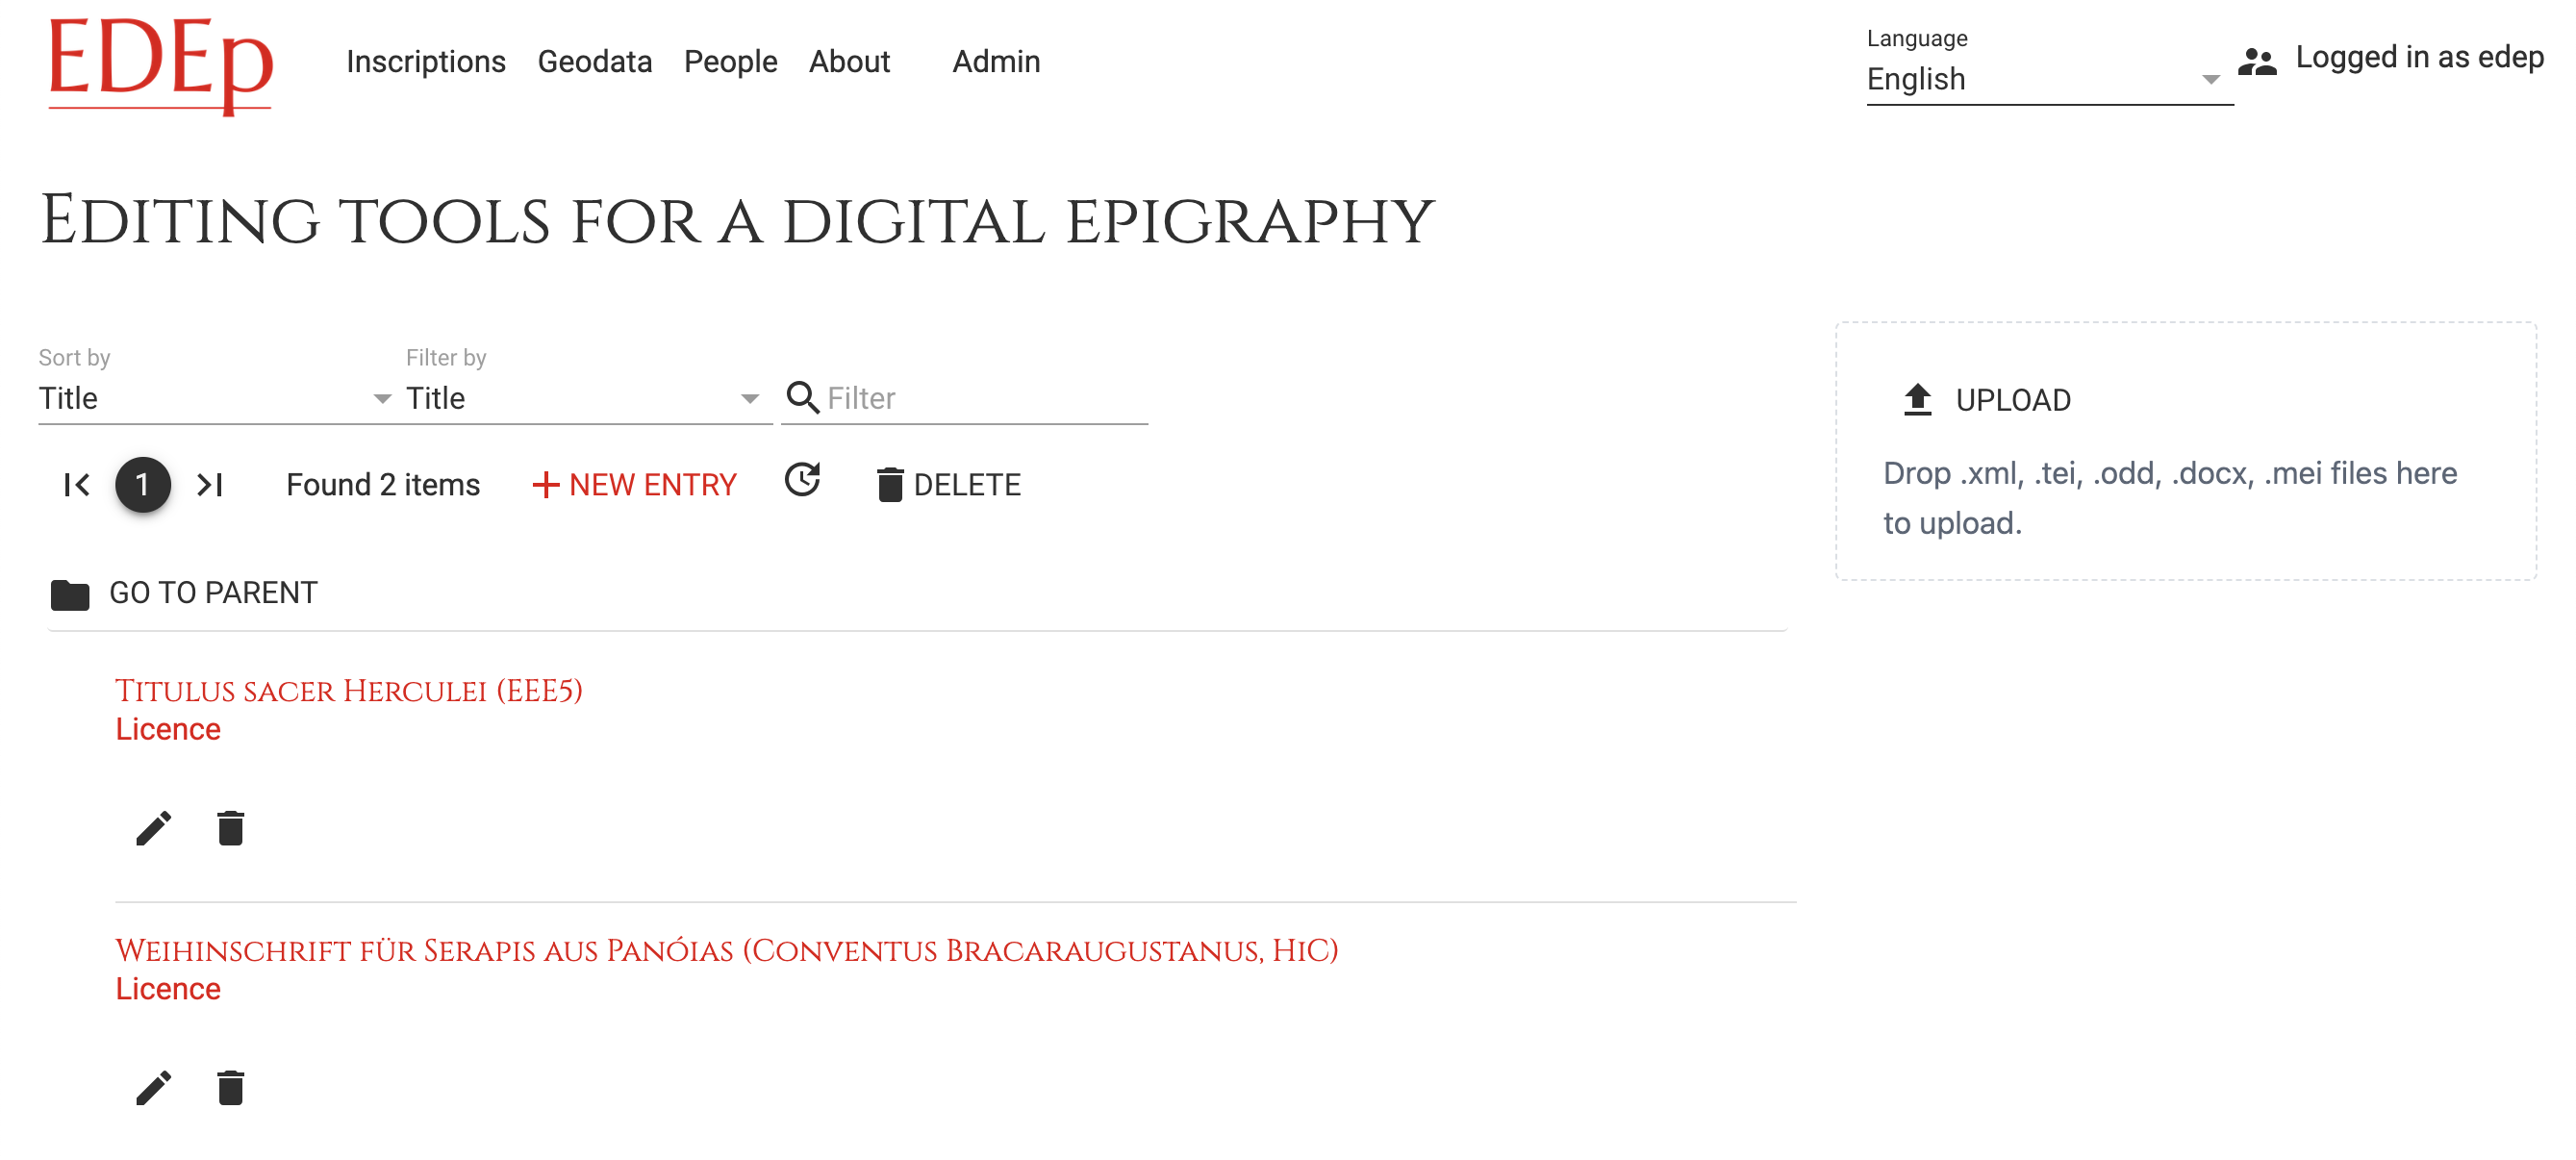 EDEp
Inscriptions Geodata People About Admin
Language
English
Logged in as edep
Editing tools for a digital epigraphy
Sort by
Title
Filter by
Title
Filter
1
Found 2 items
+ NEW ENTRY
DELETE
UPLOAD
Drop .xml, .tei, .odd, .docx, .mei files here
to upload.
GO TO PARENT
Titulus sacer Herculei (EEE5)
Licence
Weihinschrift für Serapis aus Panóias (Conventus Bracaraugustanus, HiC)
Licence